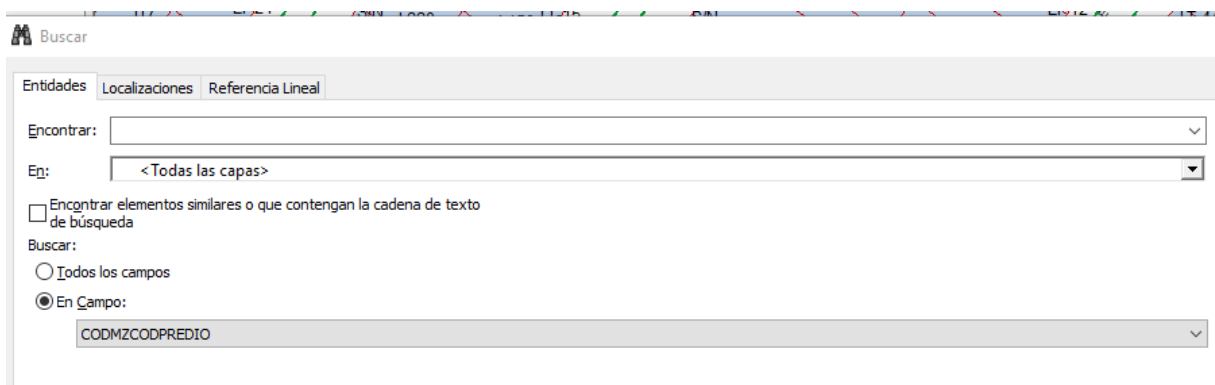 Buscar
Entidades Localizaciones Referencia Lineal
Encontrar:
En: <Todas las capas>
Encontrar elementos similares o que contengan la cadena de texto
de búsqueda
Buscar:
Todos los campos
En Campo:
CODMZCODPREDIO